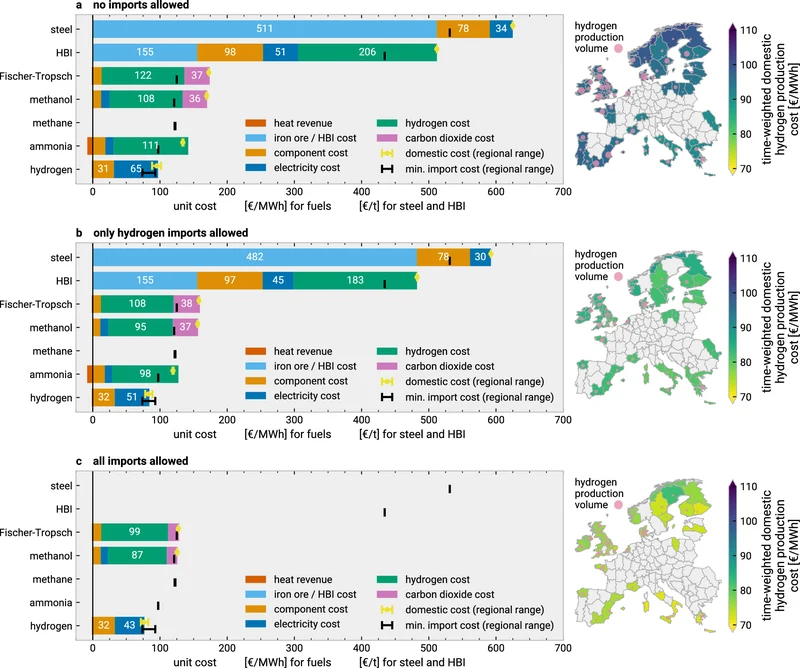 a no imports allowed
steel 511 78 34
HBI 155 98 51 206
Fischer-Tropsch 122 37
methanol 108 36
methane
ammonia 111
hydrogen 31 65
heat revenue
iron ore / HBI cost
component cost
electricity cost
hydrogen cost
carbon dioxide cost
domestic cost (regional range)
min. import cost (regional range)
0 100 200 300 400 500 600 700
unit cost [€/MWh] for fuels [€/t] for steel and HBI
hydrogen
production
volume
110
100
90
80
70
time-weighted domestic
hydrogen production
cost [€/MWh]
b only hydrogen imports allowed
steel 482 78 30
HBI 155 97 45 183
Fischer-Tropsch 108 38
methanol 95 37
methane
ammonia 98
hydrogen 32 51
heat revenue
iron ore / HBI cost
component cost
electricity cost
hydrogen cost
carbon dioxide cost
domestic cost (regional range)
min. import cost (regional range)
0 100 200 300 400 500 600 700
unit cost [€/MWh] for fuels [€/t] for steel and HBI
hydrogen
production
volume
110
100
90
80
70
time-weighted domestic
hydrogen production
cost [€/MWh]
c all imports allowed
steel
HBI
Fischer-Tropsch 99
methanol 87
methane
ammonia
hydrogen 32 43
heat revenue
iron ore / HBI cost
component cost
electricity cost
hydrogen cost
carbon dioxide cost
domestic cost (regional range)
min. import cost (regional range)
0 100 200 300 400 500 600 700
unit cost [€/MWh] for fuels [€/t] for steel and HBI
hydrogen
production
volume
110
100
90
80
70
time-weighted domestic
hydrogen production
cost [€/MWh]